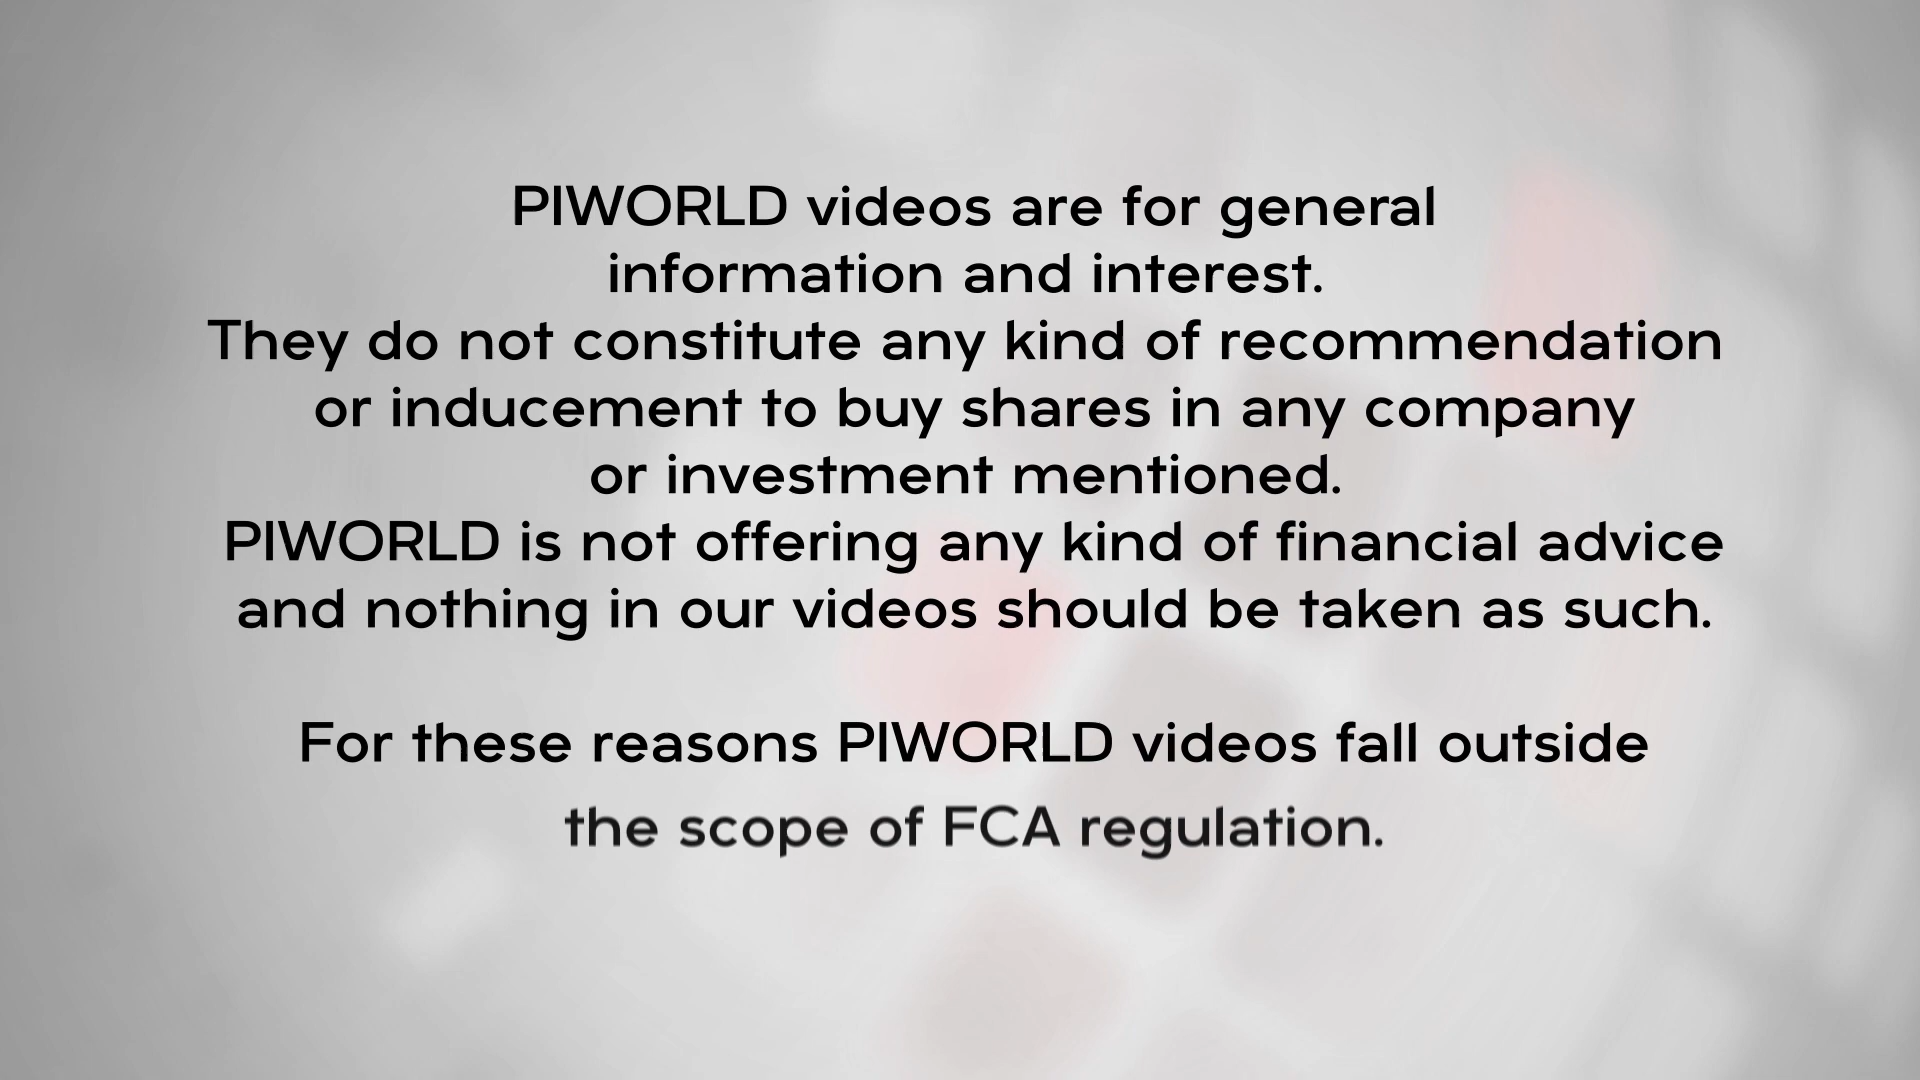 PIWORLD videos are for general
information and interest.
They do not constitute any kind of recommendation
or inducement to buy shares in any company
or investment mentioned.
PIWORLD is not offering any kind of financial advice
and nothing in our videos should be taken as such.
For these reasons PIWORLD videos fall outside
the scope of FCA regulation.